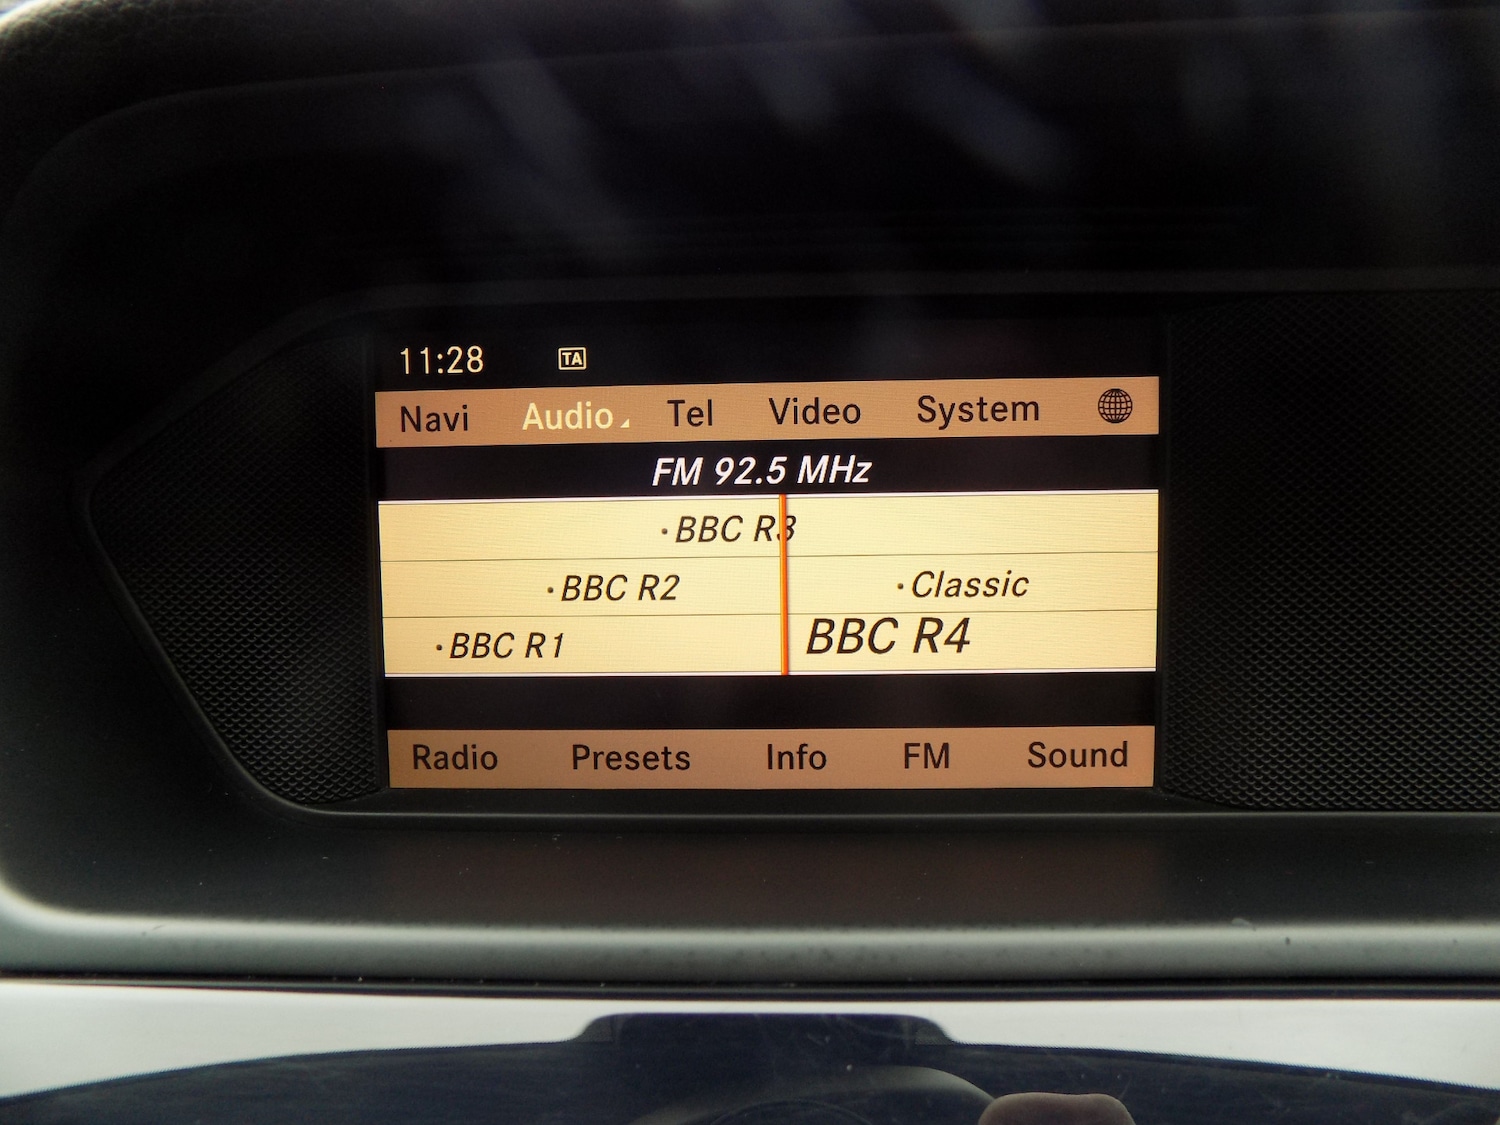 11:28 TA
Navi Audio Tel Video System
FM 92.5 MHz
·BBC R3
·BBC R2 ·Classic
·BBC R1 BBC R4
Radio Presets Info FM Sound